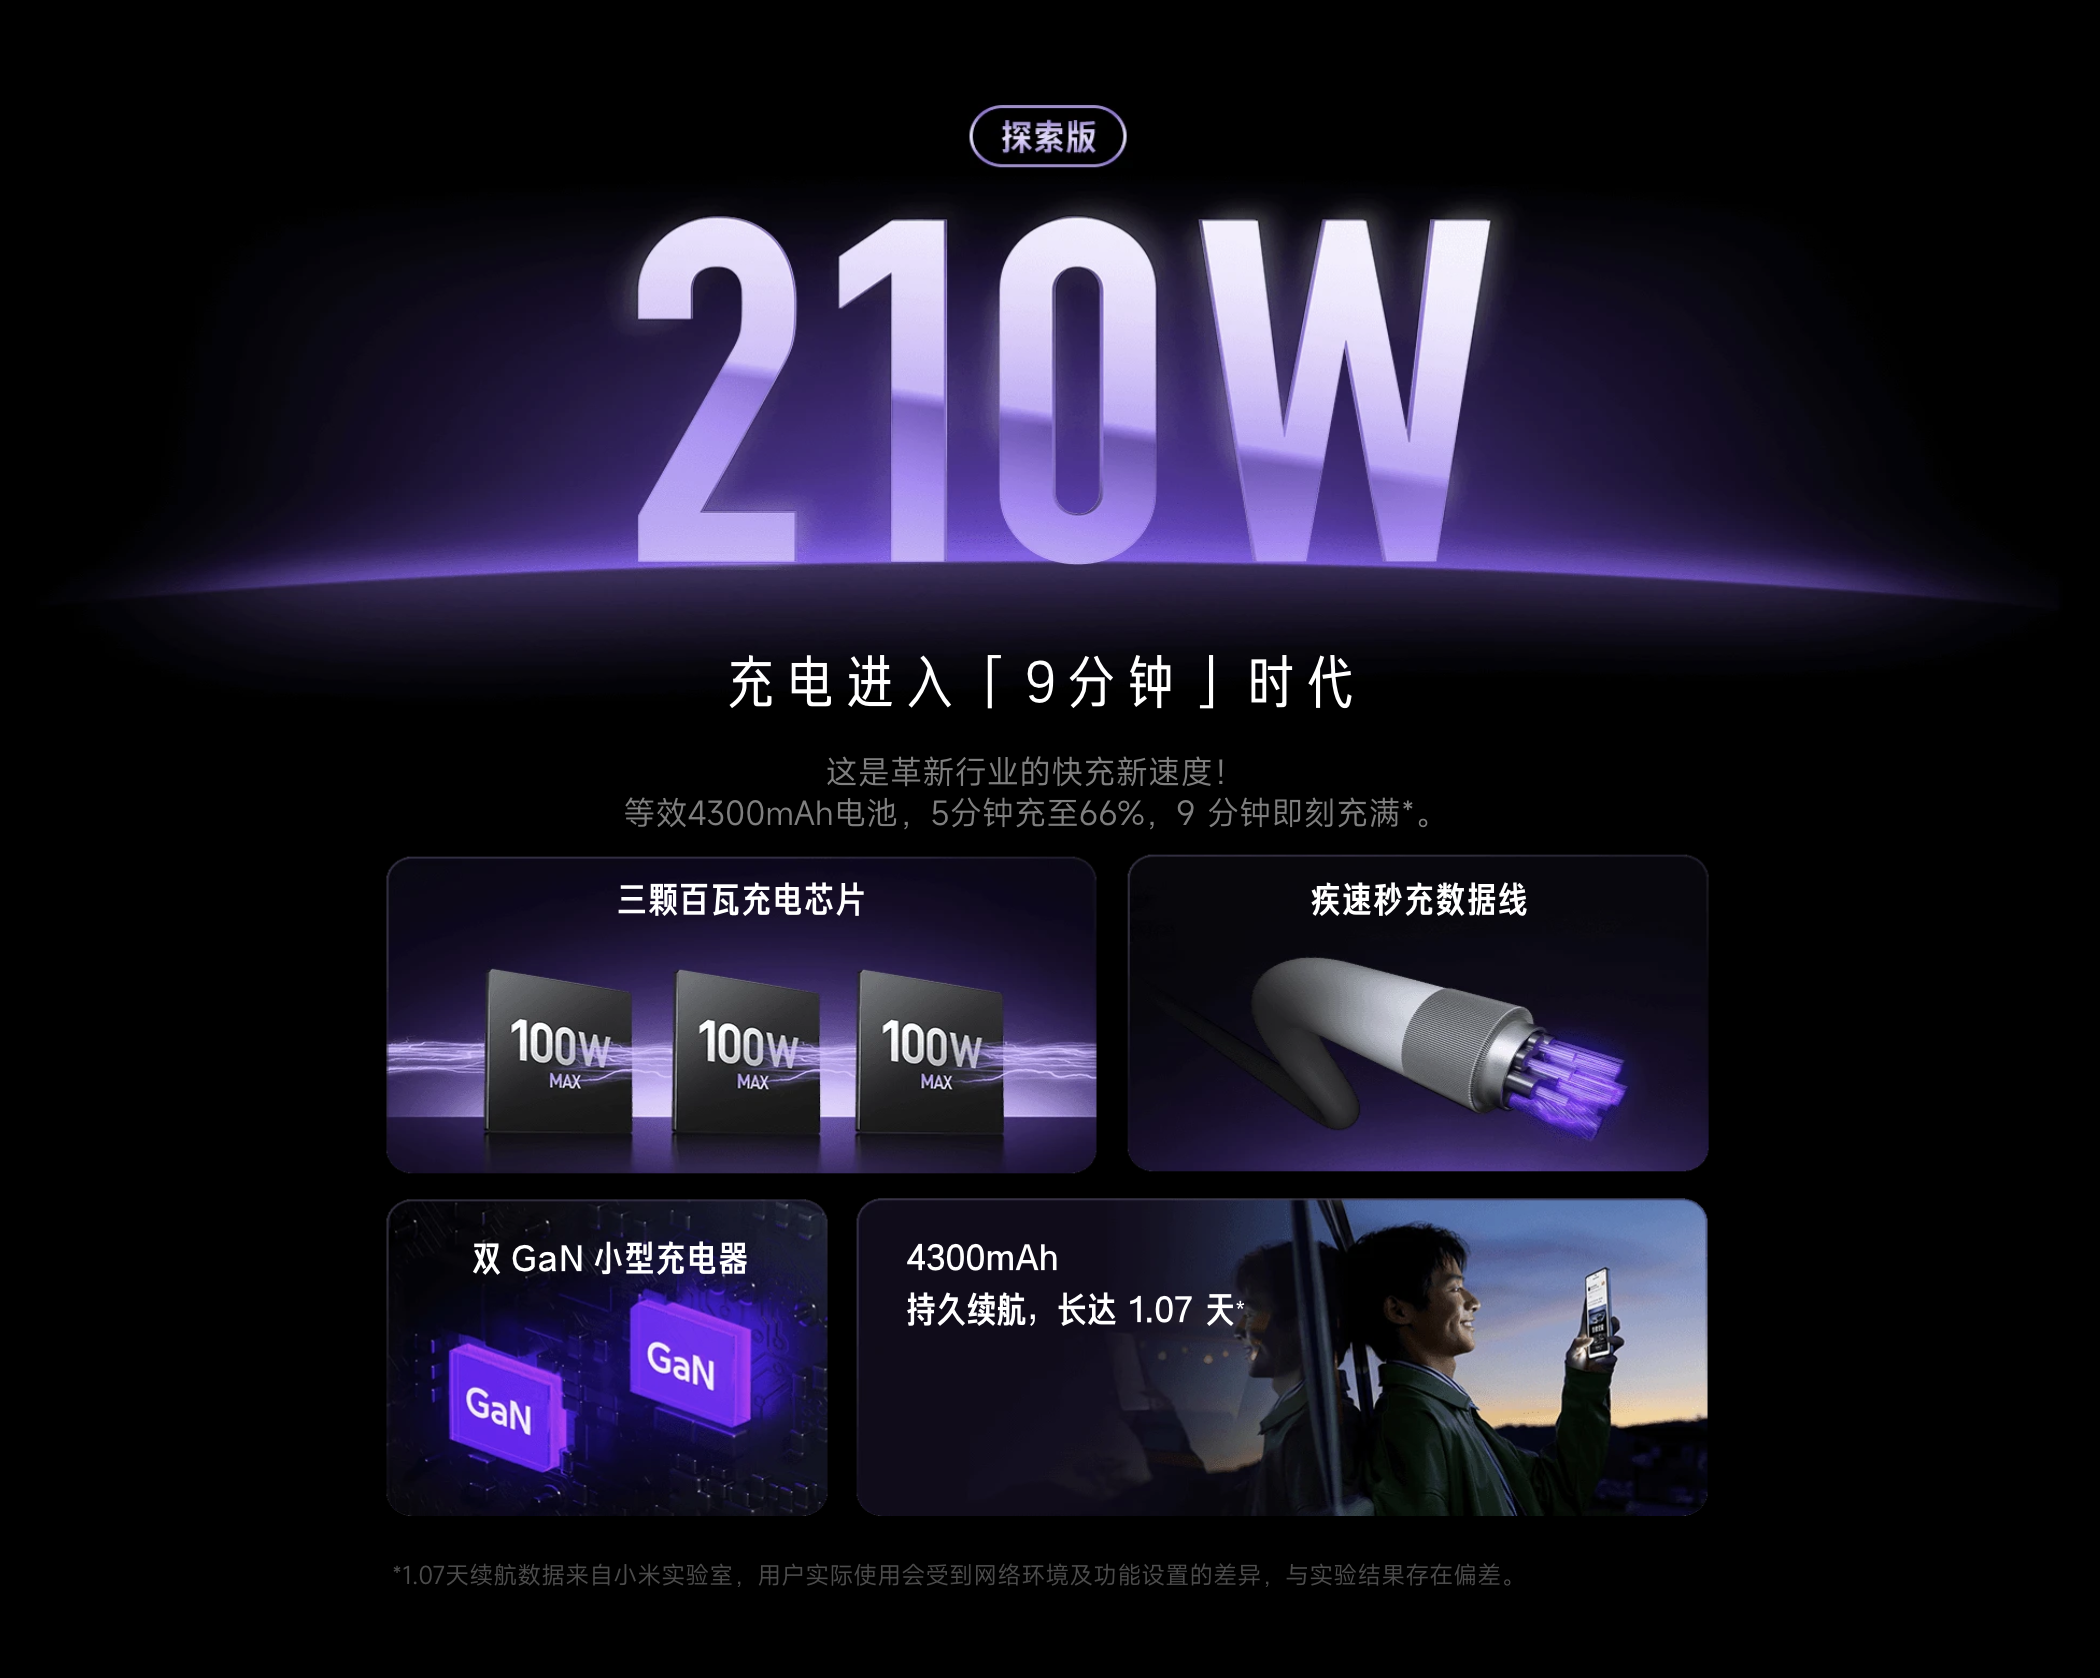 探索版
210W
充电进入「9分钟」时代
这是革新行业的快充新速度！
等效4300mAh电池，5分钟充至66%，9 分钟即刻充满*。
三颗百瓦充电芯片
100W
MAX
100W
MAX
100W
MAX
疾速秒充数据线
双 GaN 小型充电器
GaN
GaN
4300mAh
持久续航，长达 1.07 天*
*1.07天续航数据来自小米实验室，用户实际使用会受到网络环境及功能设置的差异，与实验结果存在偏差。